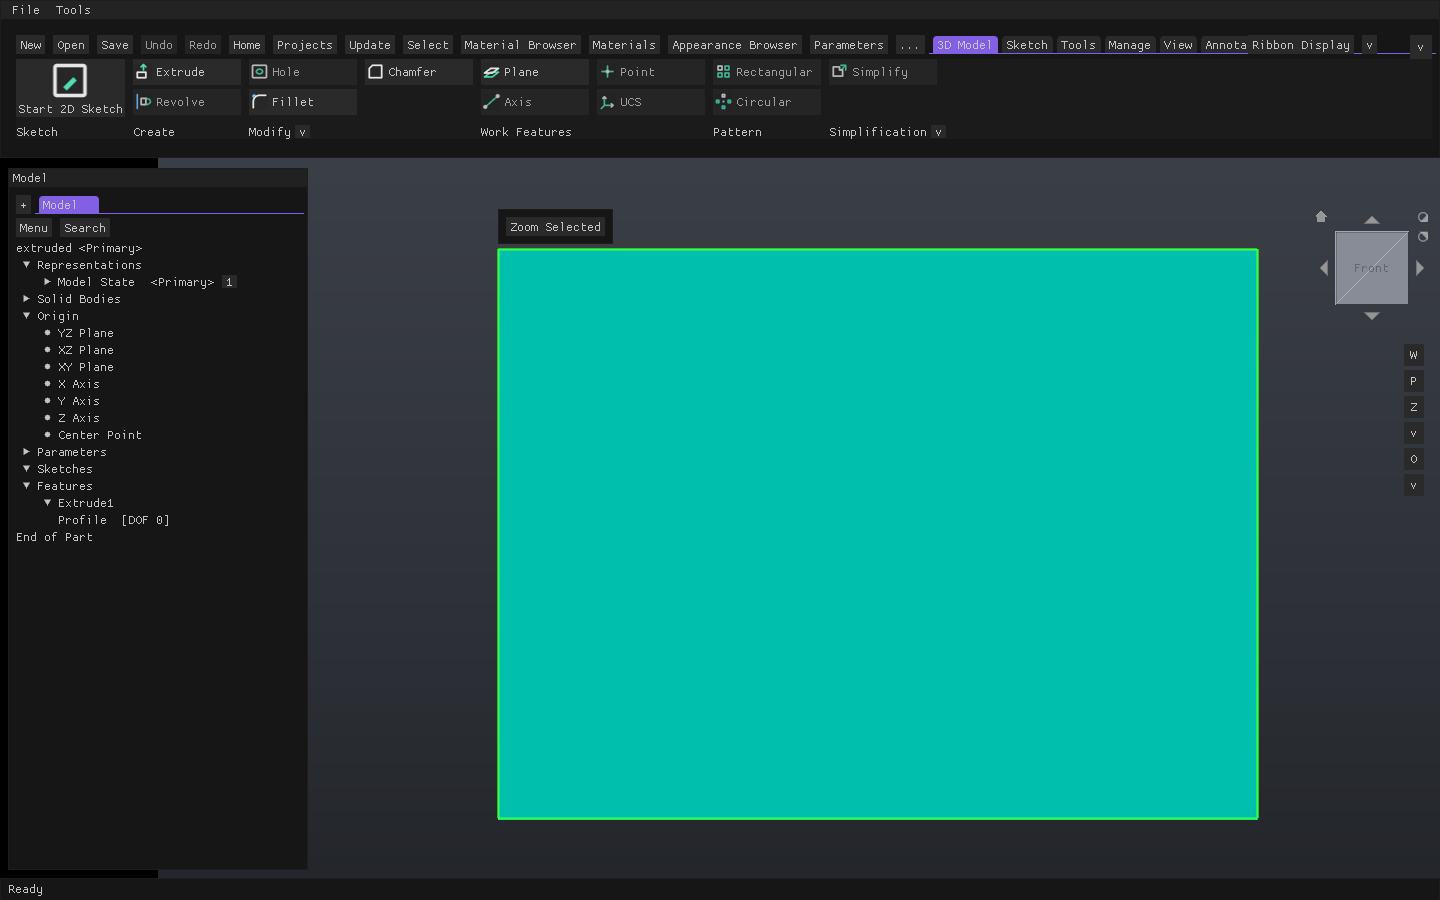 File Tools
New Open Save Undo Redo Home Projects Update Select Material Browser Materials Appearance Browser Parameters ... 3D Model Sketch Tools Manage View Annota Ribbon Display v v
Extrude Hole Chamfer Plane Point Rectangular Simplify
Start 2D Sketch Revolve Fillet Axis UCS Circular
Sketch Create Modify v Work Features Pattern Simplification v
Model
+ Model
Menu Search
extruded <Primary>
Representations
Model State <Primary> 1
Solid Bodies
Origin
YZ Plane
XZ Plane
XY Plane
X Axis
Y Axis
Z Axis
Center Point
Parameters
Sketches
Features
Extrude1
Profile [DOF 0]
End of Part
Zoom Selected
Front
W
P
Z
v
O
v
Ready